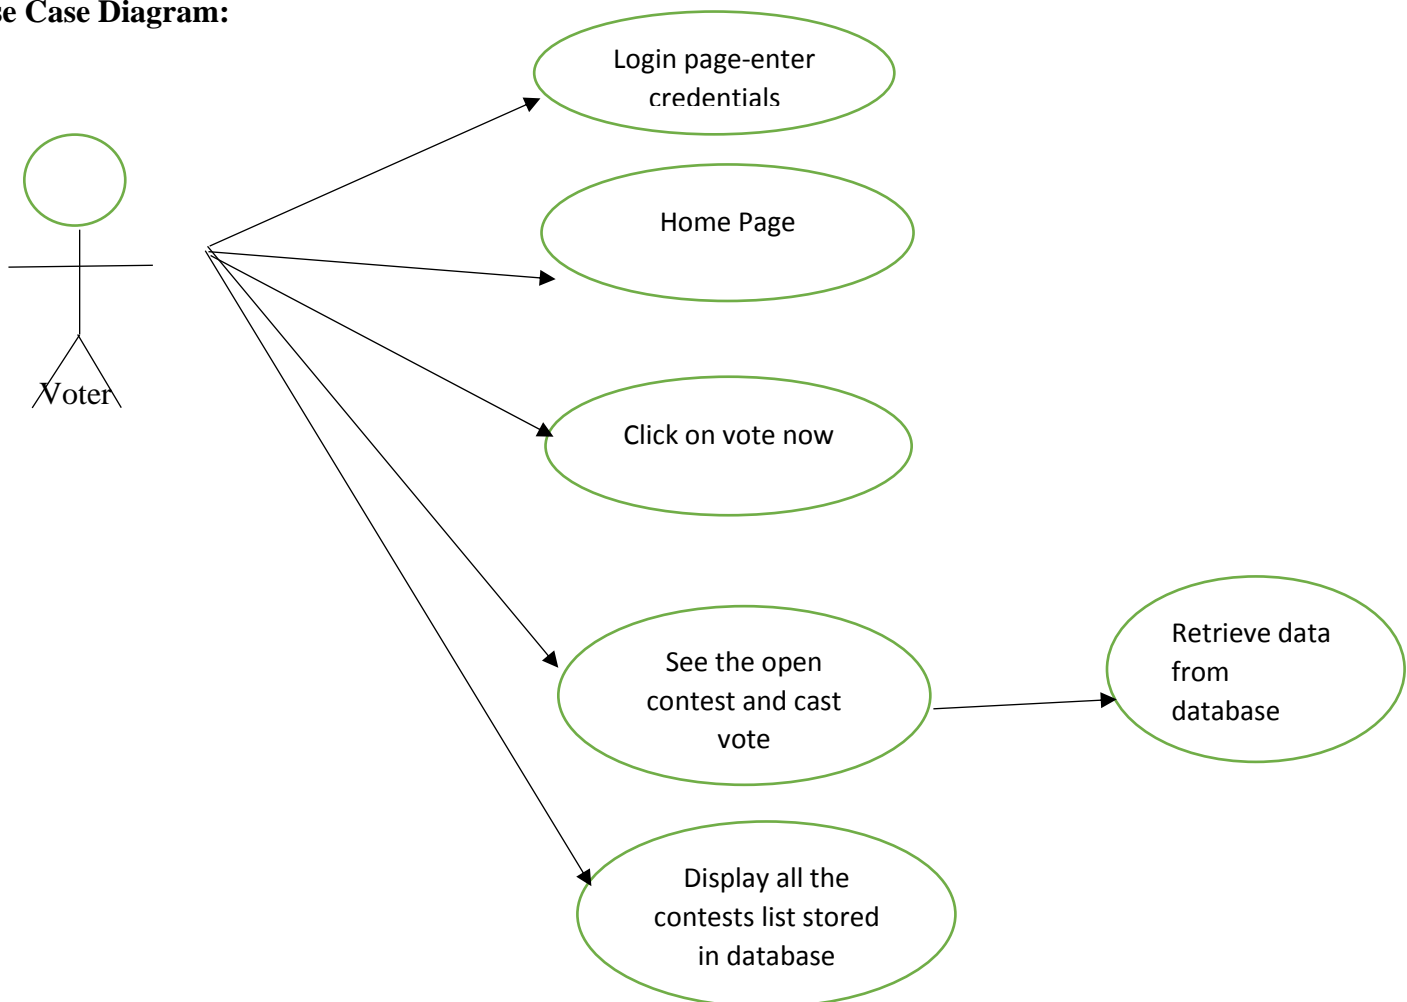 se Case Diagram:
Login page-enter
credentials
Home Page
Voter
Click on vote now
See the open
contest and cast
vote
Retrieve data
from
database
Display all the
contests list stored
in database